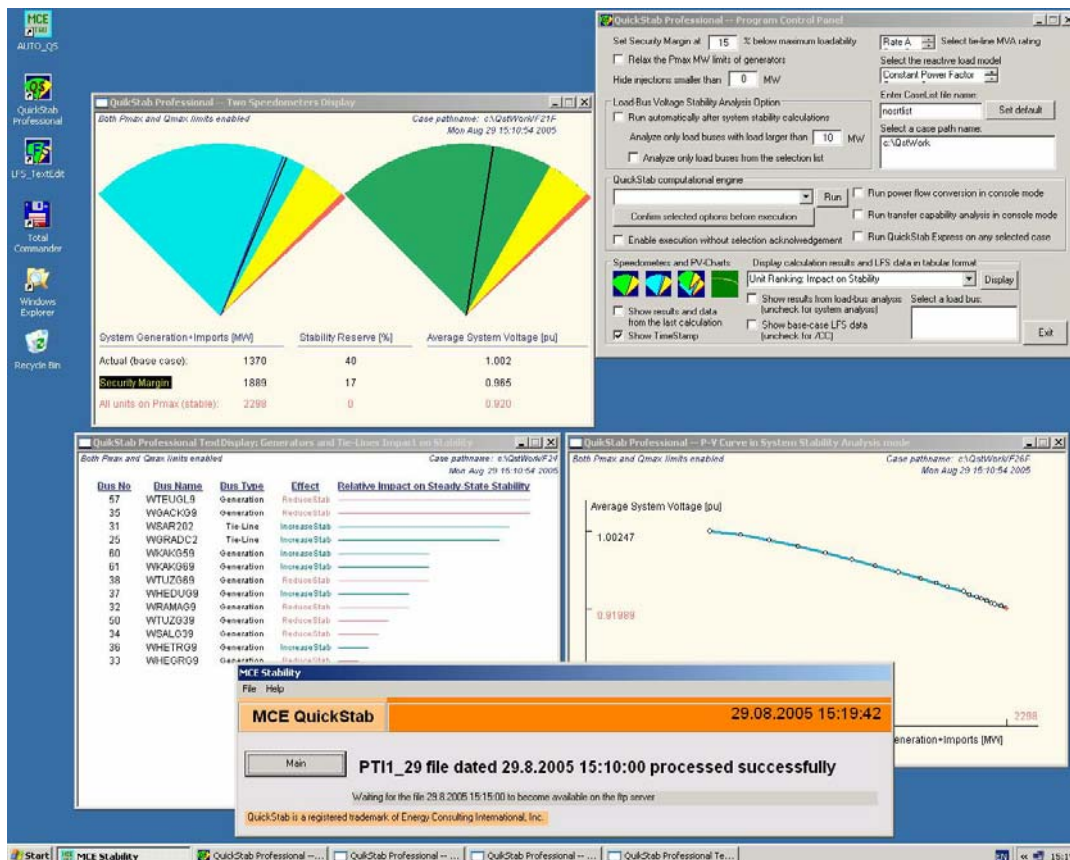 MCE
AUTO_QS
QuickStab
Professional
LFS_TextEdit
Total
Commander
Windows
Explorer
Recycle Bin
QuikStab Professional -- Two Speedometers Display
Both Pmax and Qmax limits enabled
Case pathname: c:\QstWork/F21F
Mon Aug 29 15:10:54 2005
System Generation+Imports [MW] Stability Reserve [%] Average System Voltage [pu]
Actual (base case): 1370 40 1.002
Security Margin: 1889 17 0.965
All units on Pmax (stable): 2298 0 0.920
QuickStab Professional -- Program Control Panel
Set Security Margin at 15 % below maximum loadability
Rate A Select tie-line MVA rating
Relax the Pmax MW limits of generators
Select the reactive load model
Constant Power Factor
Hide injections smaller than 0 MW
Load-Bus Voltage Stability Analysis Option
Run automatically after system stability calculations
Analyze only load buses with load larger than 10 MW
Analyze only load buses from the selection list
Enter CaseList file name:
nostlist Set default
Select a case path name:
c:\QstWork
QuickStab computational engine
Run
Confirm selected options before execution
Enable execution without selection acknolwedgement
Run power flow conversion in console mode
Run transfer capability analysis in console mode
Run QuickStab Express on any selected case
Speedometers and PV-Charts
Display calculation results and LFS data in tabular format
Unit Ranking: Impact on Stability Display
Show results and data
from the last calculation
Show TimeStamp
Show results from load-bus analysis
(uncheck for system analysis)
Show base-case LFS data
(uncheck for /CC)
Select a load bus:
Exit
QuikStab Professional TextDisplay: Generators and Tie-Lines Impact on Stability
Both Pmax and Qmax limits enabled
Case pathname: c:\QstWork/F24
Mon Aug 29 15:10:54 2005
Bus No Bus Name Bus Type Effect Relative Impact on Steady-State Stability
57 WTEUGL9 Generation ReduceStab
35 WGACKG9 Generation ReduceStab
31 WSAR202 Tie-Line IncreaseStab
25 WGRADC2 Tie-Line IncreaseStab
60 WKAKG59 Generation IncreaseStab
61 WKAKG69 Generation IncreaseStab
38 WTUZG69 Generation ReduceStab
37 WHEDUG9 Generation IncreaseStab
32 WRAMAG9 Generation ReduceStab
50 WTUZG39 Generation ReduceStab
34 WSALG39 Generation ReduceStab
36 WHETRG9 Generation IncreaseStab
33 WHEGRG9 Generation ReduceStab
QuikStab Professional -- P-V Curve in System Stability Analysis mode
Both Pmax and Qmax limits enabled
Case pathname: c:\QstWork/F26F
Mon Aug 29 15:10:54 2005
Average System Voltage [pu]
1.00247
0.91989
2298
eneration+Imports [MW]
MCE Stability
File Help
MCE QuickStab
29.08.2005 15:19:42
Main
PTI1_29 file dated 29.8.2005 15:10:00 processed successfully
Waiting for the file 29.8.2005 15:15:00 to become available on the ftp server
QuickStab is a registered trademark of Energy Consulting International, Inc.
Start
MCE Stability
QuickStab Professional --...
QuikStab Professional -- ...
QuikStab Professional -- ...
QuikStab Professional Te...
EN